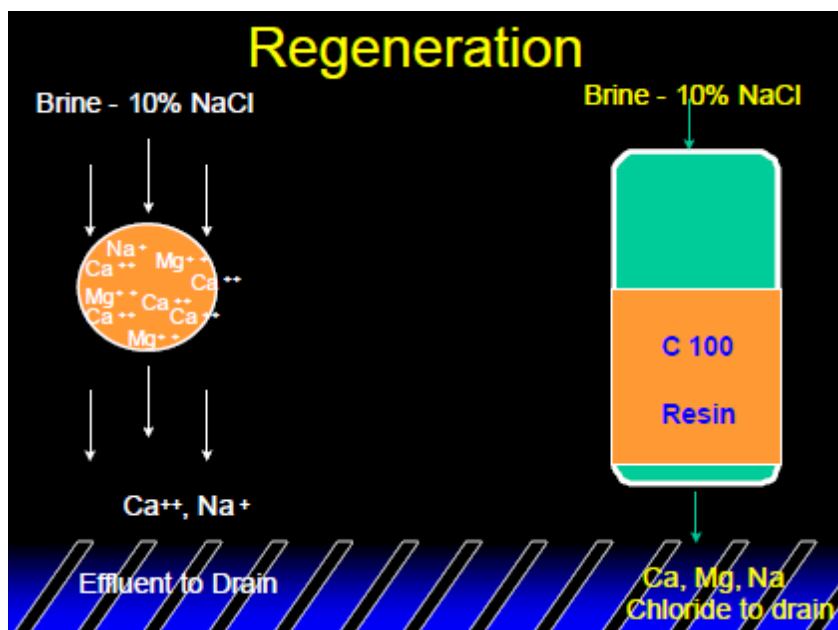 Regeneration
Brine - 10% NaCl
Brine - 10% NaCl
Na+
Ca++
Mg++
Ca++
Mg++
Ca++
Ca++
Ca++
Mg++
C 100
Resin
Ca++, Na+
Effluent to Drain
Ca, Mg, Na
Chloride to drain